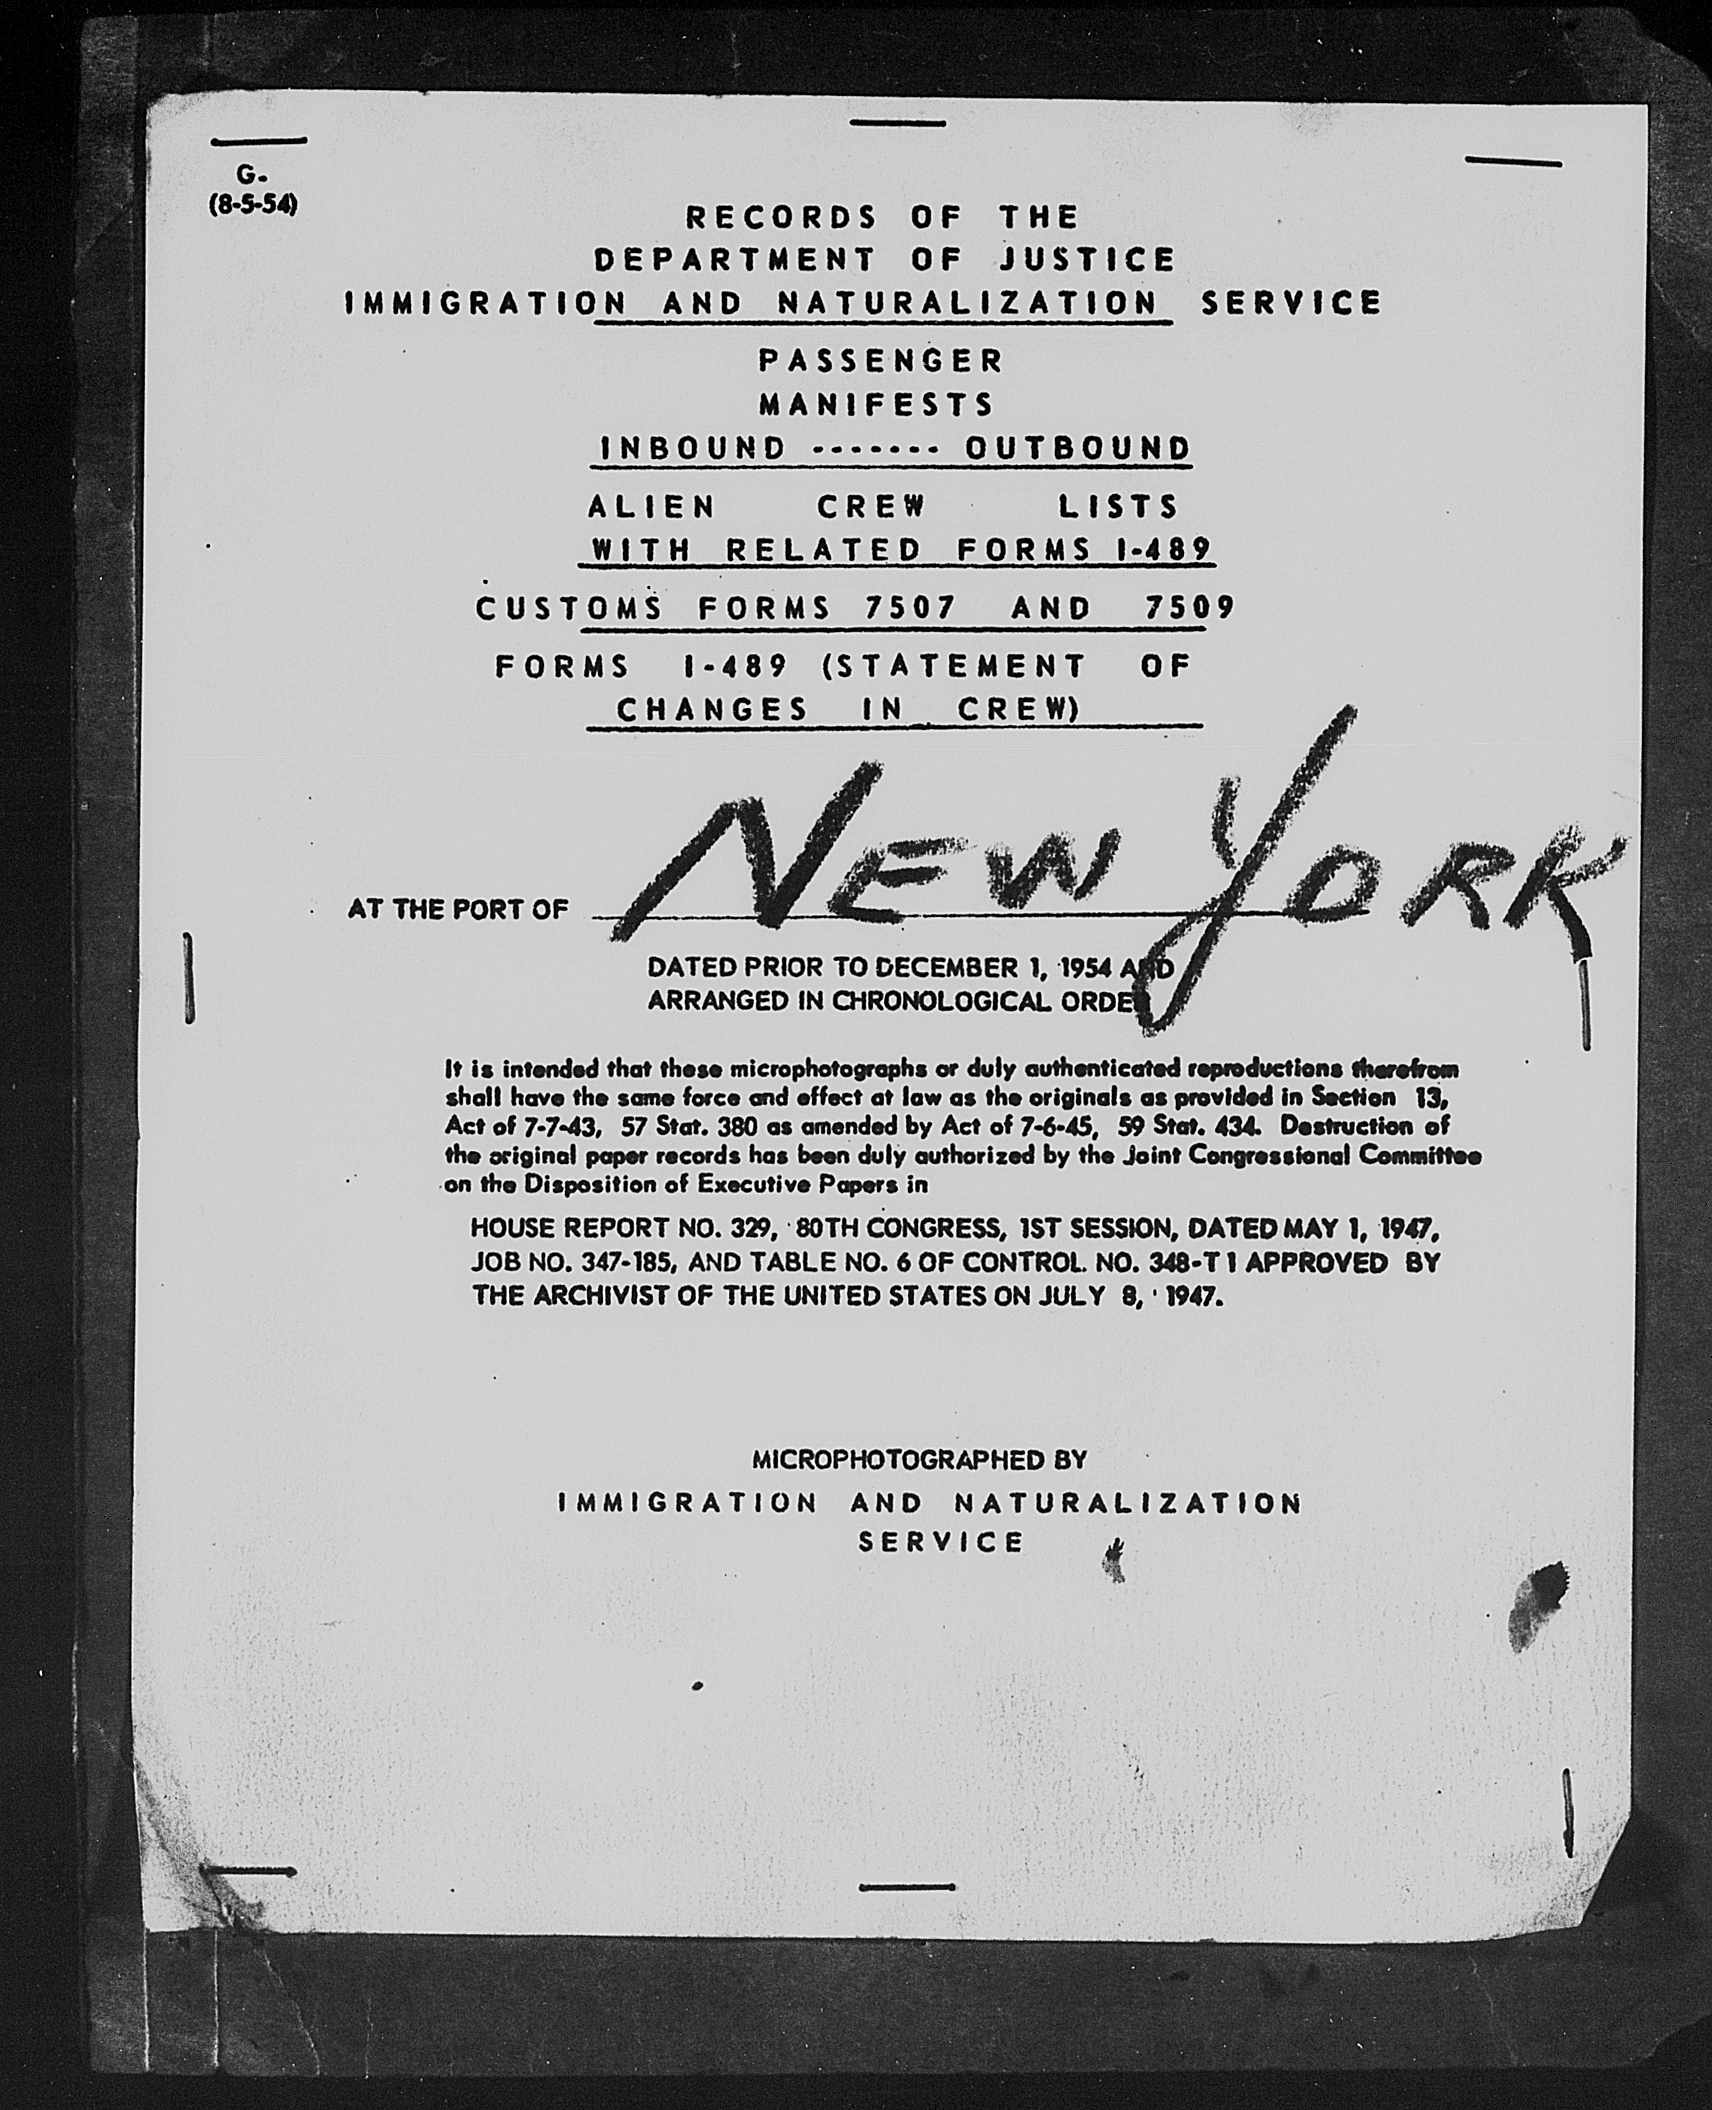 G.
(8-5-54)
RECORDS OF THE
DEPARTMENT OF JUSTICE
IMMIGRATION AND NATURALIZATION SERVICE
PASSENGER
MANIFESTS
INBOUND ------- OUTBOUND
ALIEN CREW LISTS
WITH RELATED FORMS I-489
CUSTOMS FORMS 7507 AND 7509
FORMS I-489 (STATEMENT OF
CHANGES IN CREW)
AT THE PORT OF NEW YORK
DATED PRIOR TO DECEMBER 1, 1954 AND
ARRANGED IN CHRONOLOGICAL ORDER
It is intended that these microphotographs or duly authenticated reproductions therefrom
shall have the same force and effect at law as the originals as provided in Section 13,
Act of 7-7-43, 57 Stat. 380 as amended by Act of 7-6-45, 59 Stat. 434. Destruction of
the original paper records has been duly authorized by the Joint Congressional Committee
on the Disposition of Executive Papers in
HOUSE REPORT NO. 329, 80TH CONGRESS, 1ST SESSION, DATED MAY 1, 1947,
JOB NO. 347-185, AND TABLE NO. 6 OF CONTROL NO. 348-T1 APPROVED BY
THE ARCHIVIST OF THE UNITED STATES ON JULY 8, 1947.
MICROPHOTOGRAPHED BY
IMMIGRATION AND NATURALIZATION
SERVICE